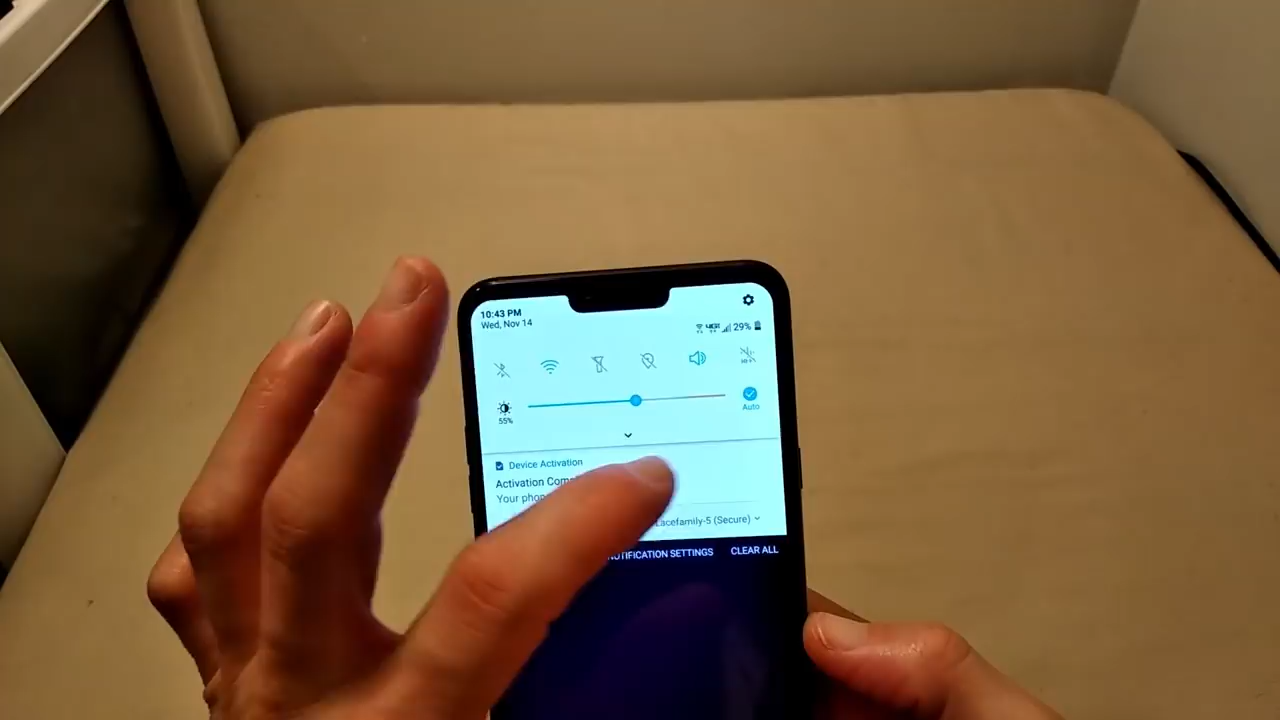 10:43 PM
Wed, Nov 14
29%
55%
Auto
Device Activation
Activation Comp
Your phon
Lacefamily-5 (Secure)
NOTIFICATION SETTINGS
CLEAR ALL